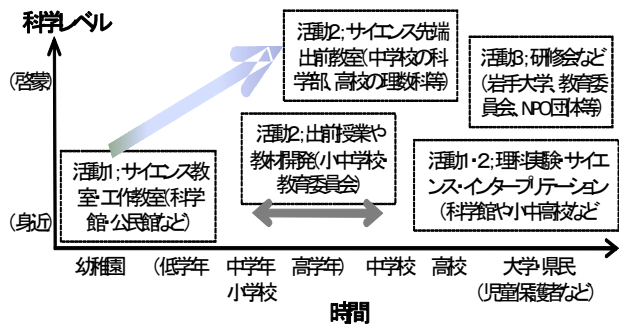 科学レベル
活動2;サイエンス先端
出前教室(中学校の科
学部、高校の理数科等)
活動3;研修会など
(岩手大学、教育委
員会、NPO団体等)
(啓蒙)
活動2;出前授業や
教材開発(小中学校・
教育委員会)
活動1・2;理科実験・サイエ
ンス・インタープリテーション
(科学館や小中高校など
活動1;サイエンス教
室・工作教室(科学
館・公民館など)
(身近)
幼稚園 (低学年 中学年 高学年) 中学校 高校 大学・県民
小学校 (児童保護者など)
時間